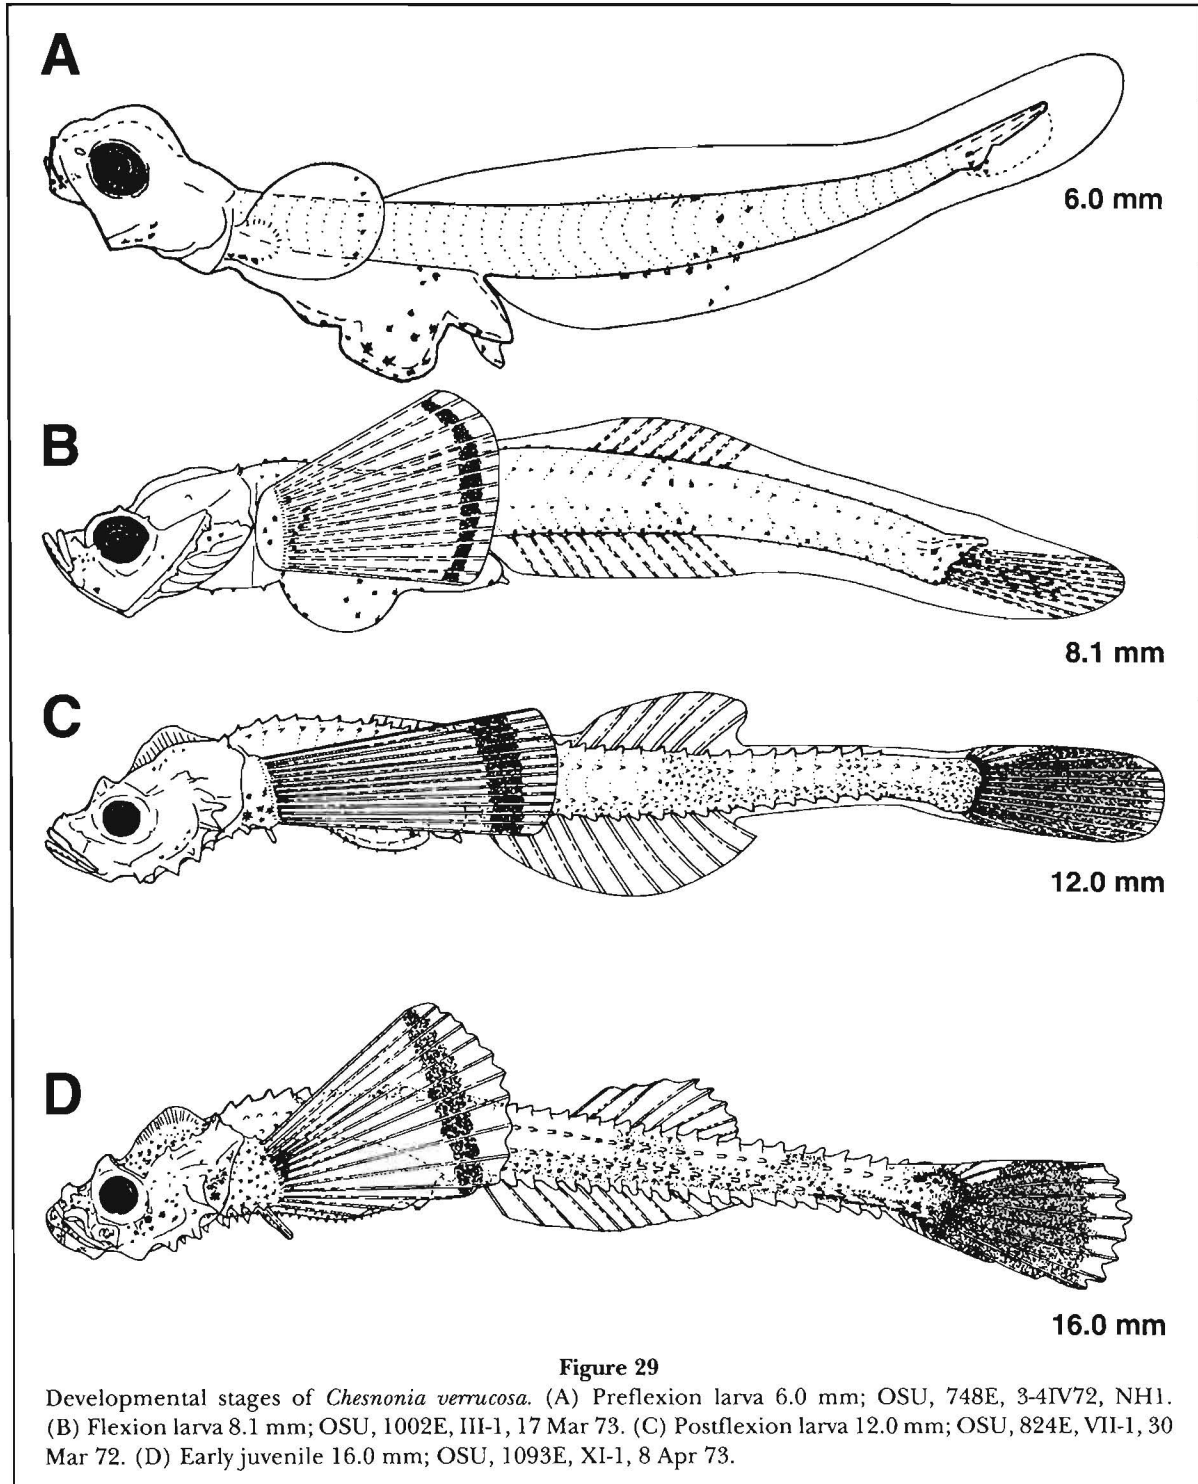 A
6.0 mm
B
8.1 mm
C
12.0 mm
D
16.0 mm
Figure 29
Developmental stages of Chesnonia verrucosa. (A) Preflexion larva 6.0 mm; OSU, 748E, 3-4IV72, NH1.
(B) Flexion larva 8.1 mm; OSU, 1002E, III-1, 17 Mar 73. (C) Postflexion larva 12.0 mm; OSU, 824E, VII-1, 30
Mar 72. (D) Early juvenile 16.0 mm; OSU, 1093E, XI-1, 8 Apr 73.